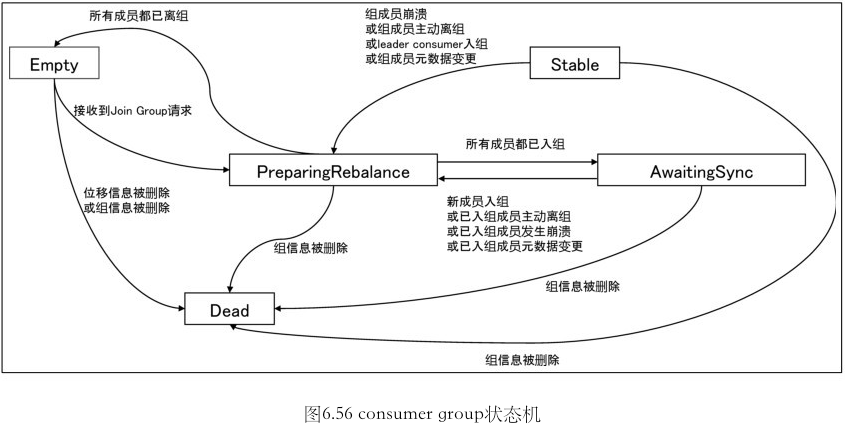 所有成员都已离组
组成员崩溃
或组成员主动离组
或leader consumer入组
或组成员元数据变更
Empty
Stable
接收到Join Group请求
所有成员都已入组
PreparingRebalance
AwaitingSync
位移信息被删除
或组信息被删除
新成员入组
或已入组成员主动离组
或已入组成员发生崩溃
或已入组成员元数据变更
组信息被删除
组信息被删除
Dead
组信息被删除
图6.56 consumer group状态机